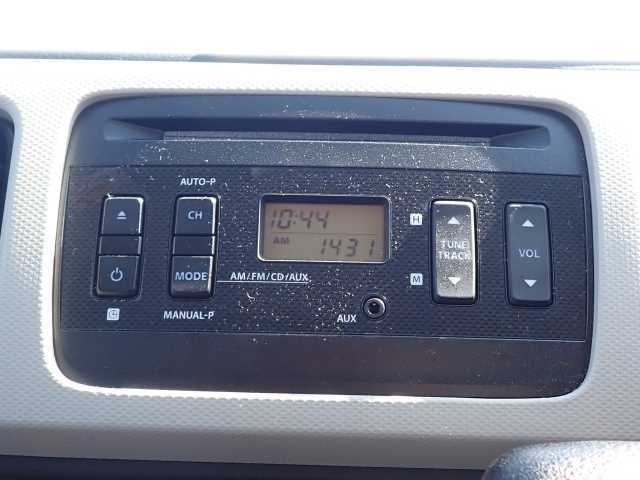 AUTO-P
CH
MODE
MANUAL-P
10:44
AM 1431
AM/FM/CD/AUX
AUX
H
M
TUNE
TRACK
VOL